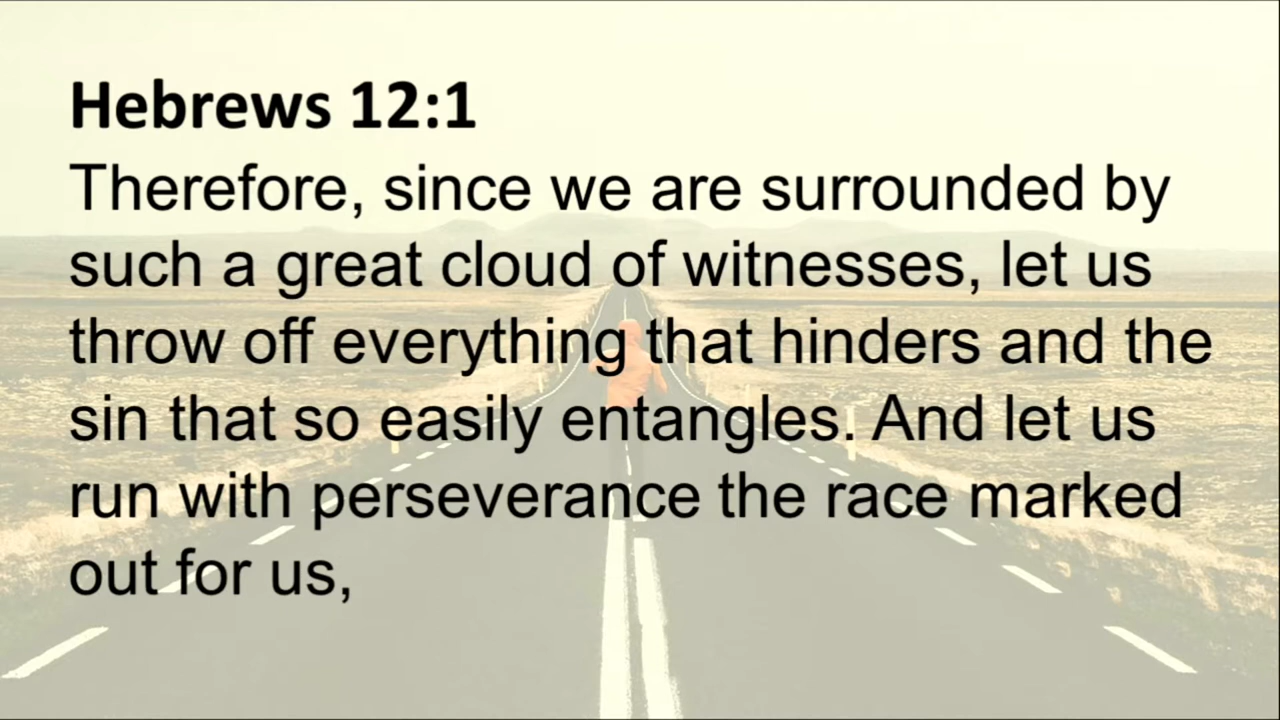 Hebrews 12:1
Therefore, since we are surrounded by
such a great cloud of witnesses, let us
throw off everything that hinders and the
sin that so easily entangles. And let us
run with perseverance the race marked
out for us,